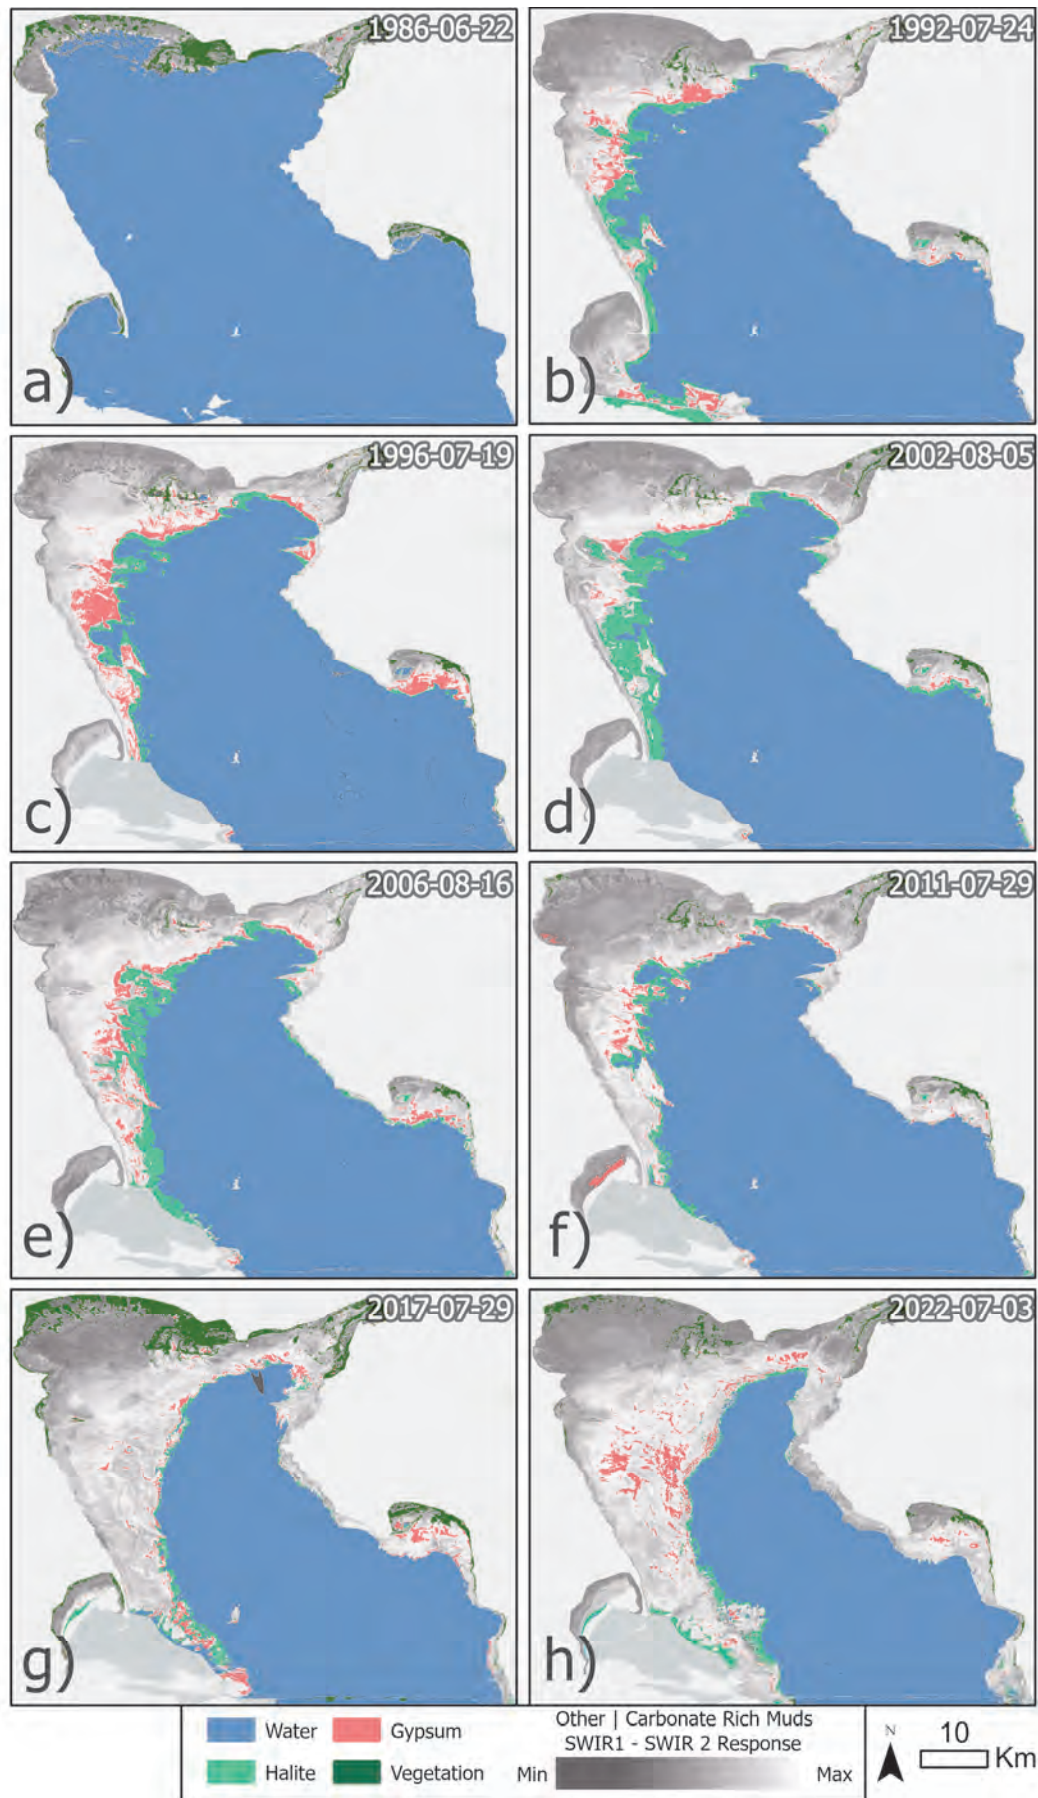 1986-06-22
a)
1992-07-24
b)
1996-07-19
c)
2002-08-05
d)
2006-08-16
e)
2011-07-29
f)
2017-07-29
g)
2022-07-03
h)
Water
Gypsum
Halite
Vegetation
Other | Carbonate Rich Muds
SWIR1 - SWIR 2 Response
Min
Max
N
10
Km